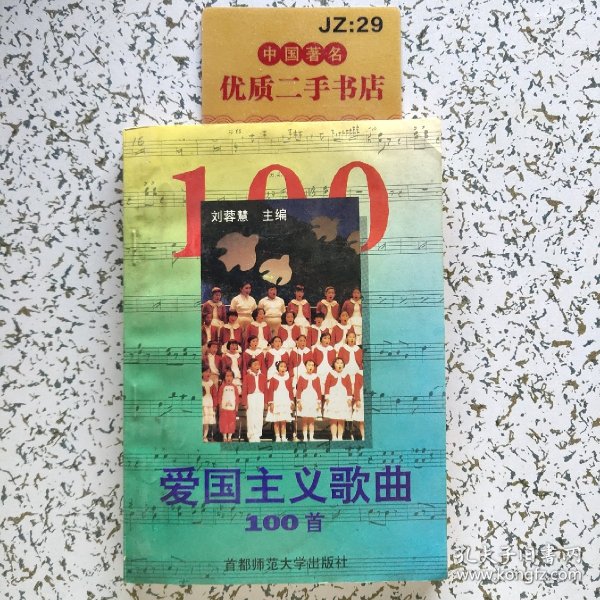 JZ:29
中国著名
优质二手书店
100
刘蓉慧 主编
爱国主义歌曲
100首
首都师范大学出版社
孔夫子旧书网
www.kongfz.com